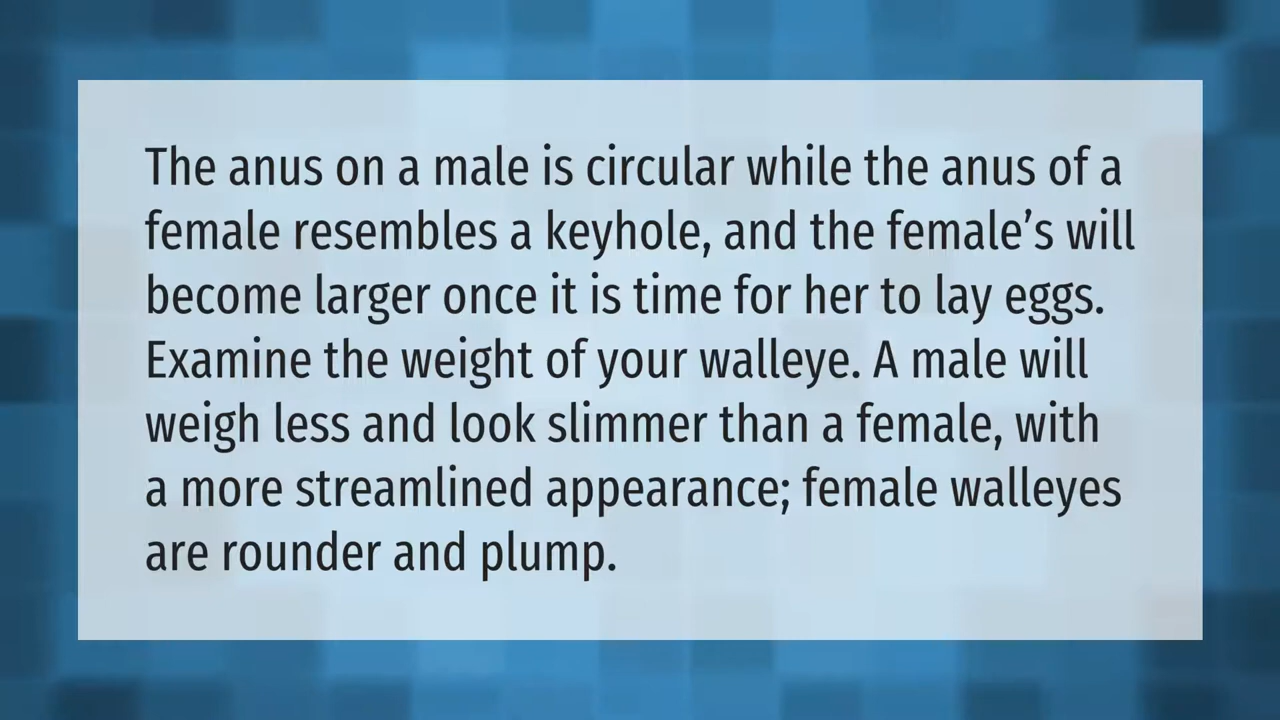 The anus on a male is circular while the anus of a
female resembles a keyhole, and the female’s will
become larger once it is time for her to lay eggs.
Examine the weight of your walleye. A male will
weigh less and look slimmer than a female, with
a more streamlined appearance; female walleyes
are rounder and plump.